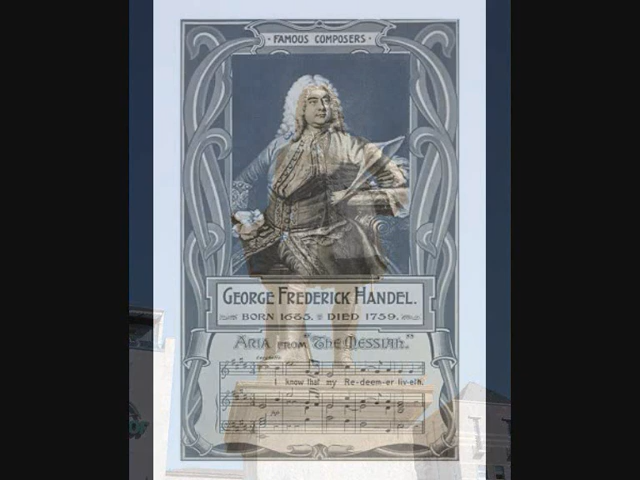 · FAMOUS COMPOSERS ·
GEORGE FREDERICK HANDEL.
BORN 1685. DIED 1759.
ARIA FROM "THE MESSIAH."
Larghetto
I know that my Re-deem-er liv-eth.